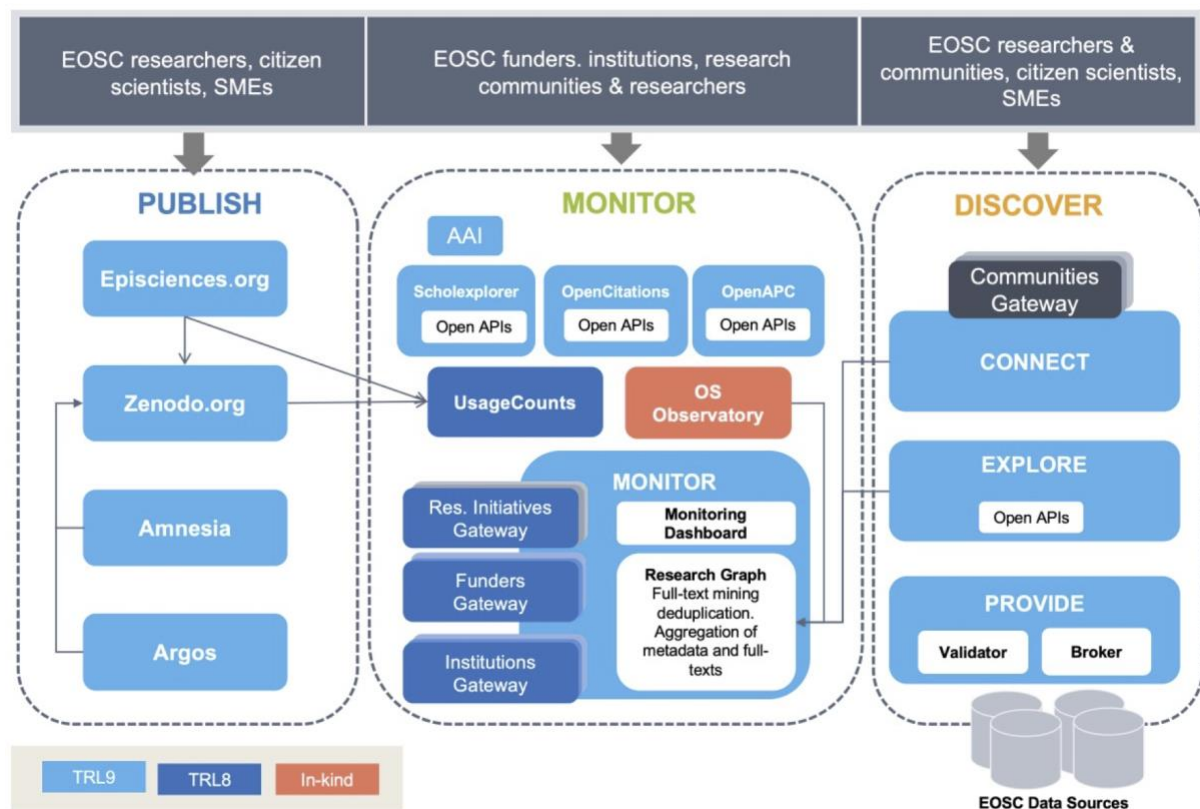 EOSC researchers, citizen
scientists, SMEs
EOSC funders. institutions, research
communities & researchers
EOSC researchers &
communities, citizen scientists,
SMEs
PUBLISH
Episciences.org
Zenodo.org
Amnesia
Argos
MONITOR
AAI
Scholexplorer
Open APIs
OpenCitations
Open APIs
OpenAPC
Open APIs
UsageCounts
OS
Observatory
MONITOR
Res. Initiatives
Gateway
Funders
Gateway
Institutions
Gateway
Monitoring
Dashboard
Research Graph
Full-text mining
deduplication.
Aggregation of
metadata and full-
texts
DISCOVER
Communities
Gateway
CONNECT
EXPLORE
Open APIs
PROVIDE
Validator
Broker
EOSC Data Sources
TRL9
TRL8
In-kind